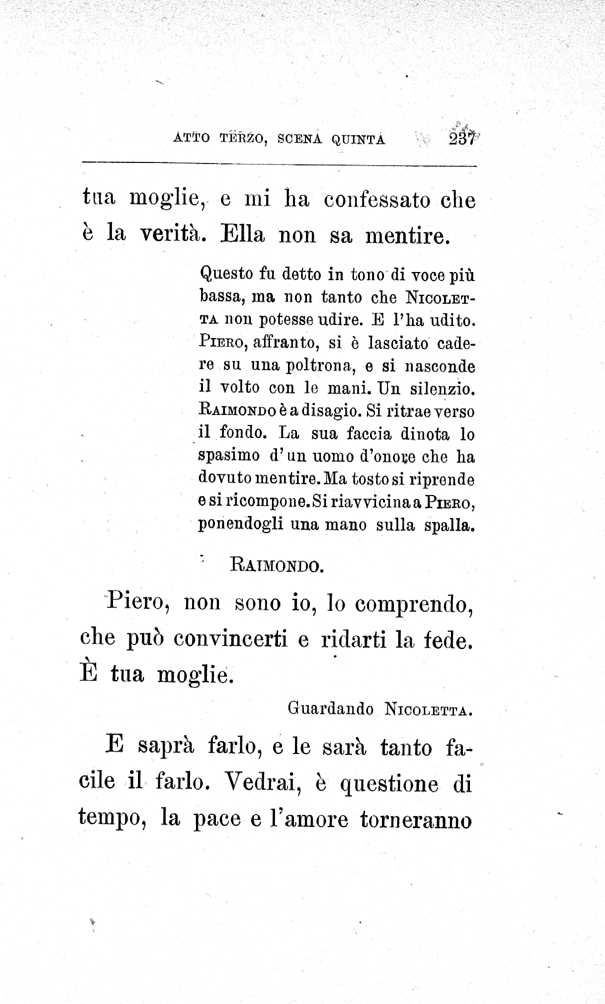 ATTO TERZO, SCENA QUINTA 237
tua moglie, e mi ha confessato che
è la verità. Ella non sa mentire.
Questo fu detto in tono di voce più
bassa, ma non tanto che NICOLET-
TA non potesse udire. E l'ha udito.
PIERO, affranto, si è lasciato cade-
re su una poltrona, e si nasconde
il volto con le mani. Un silenzio.
RAIMONDO è a disagio. Si ritrae verso
il fondo. La sua faccia dinota lo
spasimo d'un uomo d'onore che ha
dovuto mentire. Ma tosto si riprende
e si ricompone. Si riavvicina a PIERO,
ponendogli una mano sulla spalla.
RAIMONDO.
Piero, non sono io, lo comprendo,
che può convincerti e ridarti la fede.
È tua moglie.
Guardando NICOLETTA.
E saprà farlo, e le sarà tanto fa-
cile il farlo. Vedrai, è questione di
tempo, la pace e l'amore torneranno